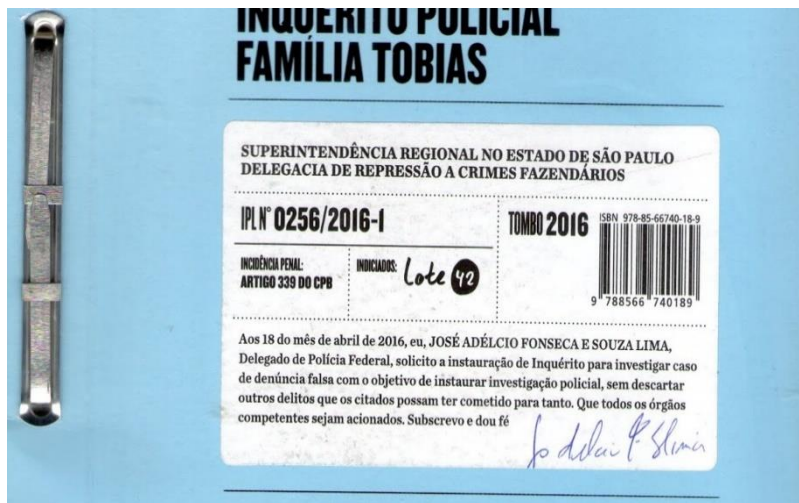 INQUÉRITO POLICIAL
FAMÍLIA TOBIAS
SUPERINTENDÊNCIA REGIONAL NO ESTADO DE SÃO PAULO
DELEGACIA DE REPRESSÃO A CRIMES FAZENDÁRIOS
IPL Nº 0256/2016-1
TOMBO 2016
ISBN 978-85-66740-18-9
9 788566 740189
INCIDÊNCIA PENAL:
ARTIGO 339 DO CPB
INDICIADOS: Lote 42
Aos 18 do mês de abril de 2016, eu, JOSÉ ADÉLCIO FONSECA E SOUZA LIMA,
Delegado de Polícia Federal, solicito a instauração de Inquérito para investigar caso
de denúncia falsa com o objetivo de instaurar investigação policial, sem descartar
outros delitos que os citados possam ter cometido para tanto. Que todos os órgãos
competentes sejam acionados. Subscrevo e dou fé